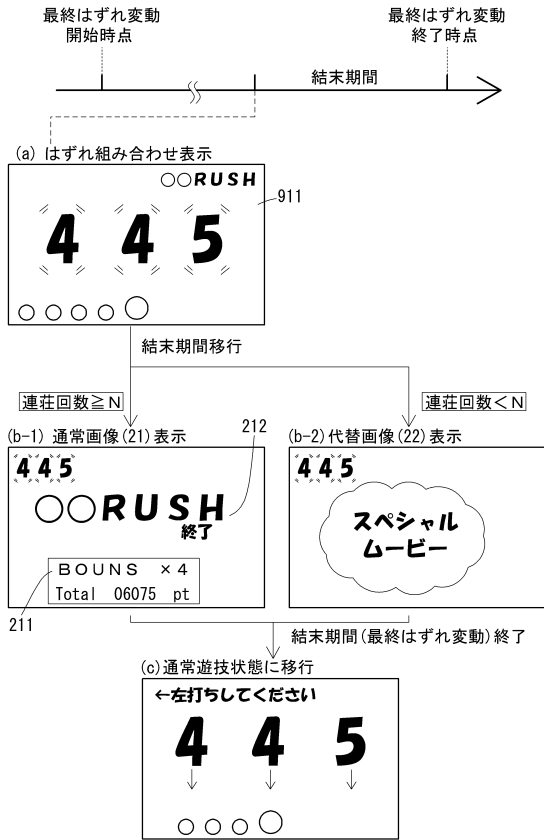 最終はずれ変動
開始時点
最終はずれ変動
終了時点
結末期間
(a) はずれ組み合わせ表示
○○RUSH
911
4 4 5
結末期間移行
連荘回数≧N
連荘回数<N
(b-1) 通常画像(21)表示
212
(b-2)代替画像(22)表示
445
○○RUSH
終了
BOUNS ×4
Total 06075 pt
211
445
スペシャル
ムービー
結末期間(最終はずれ変動)終了
(c)通常遊技状態に移行
←左打ちしてください
4 4 5